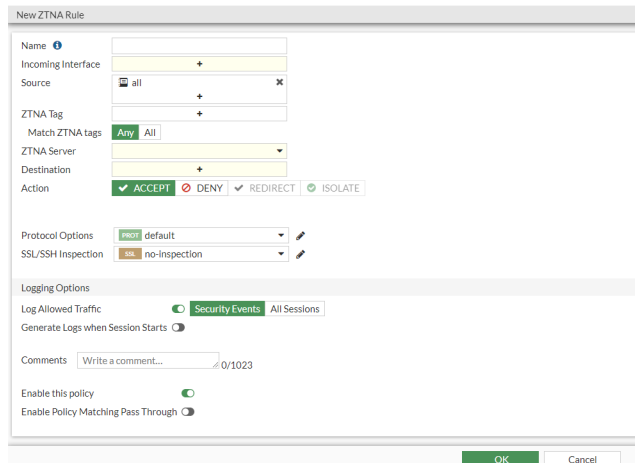 New ZTNA Rule
Name
Incoming Interface +
Source all
+
ZTNA Tag +
Match ZTNA tags Any All
ZTNA Server
Destination +
Action ACCEPT DENY REDIRECT ISOLATE
Protocol Options PROT default
SSL/SSH Inspection SSL no-inspection
Logging Options
Log Allowed Traffic Security Events All Sessions
Generate Logs when Session Starts
Comments Write a comment... 0/1023
Enable this policy
Enable Policy Matching Pass Through
OK Cancel